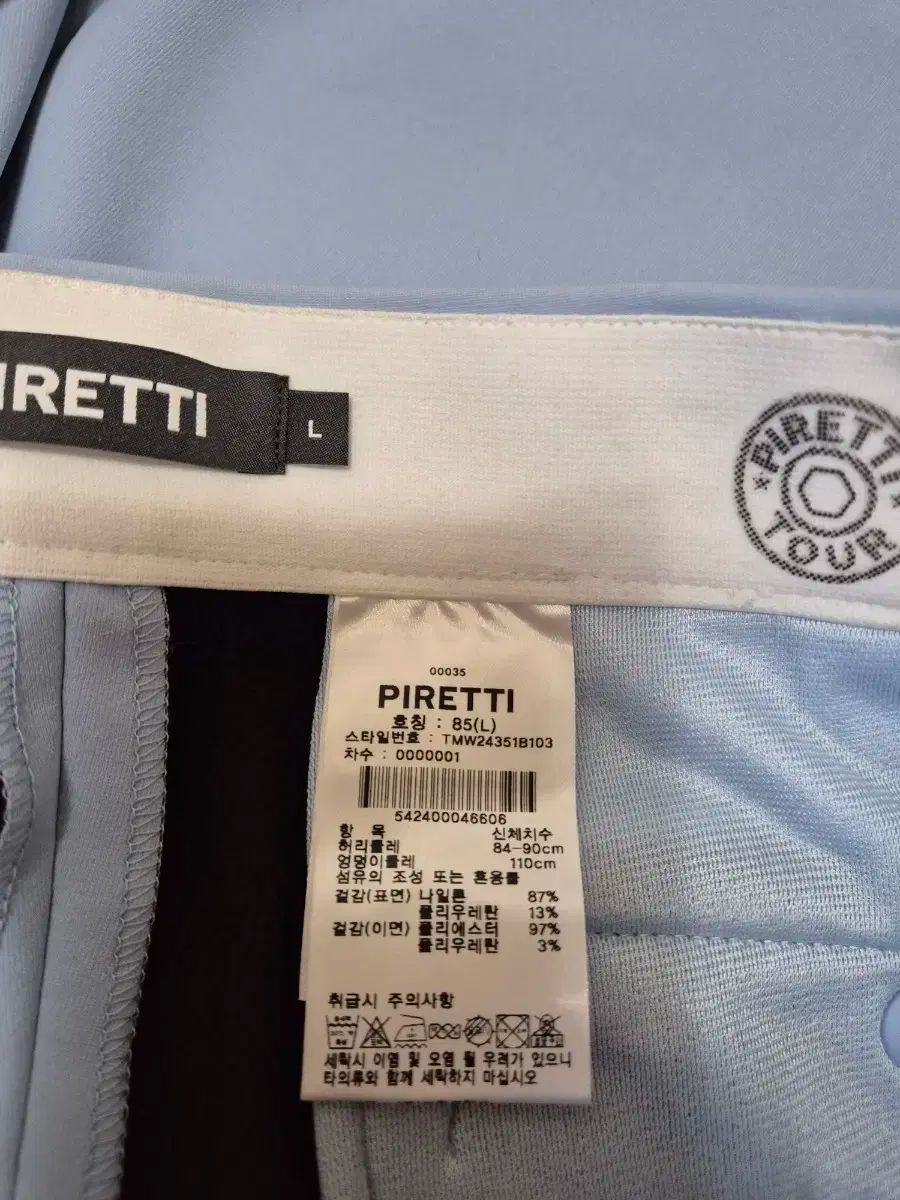 IRETTI
L
PIRETTI
TOUR
00035
PIRETTI
호칭 : 85(L)
스타일번호 : TMW24351B103
차수 : 0000001
542400046606
항 목 신체치수
허리둘레 84-90cm
엉덩이둘레 110cm
섬유의 조성 또는 혼용률
겉감(표면) 나일론 87%
폴리우레탄 13%
겉감(이면) 폴리에스터 97%
폴리우레탄 3%
취급시 주의사항
세탁시 이염 및 오염 될 우려가 있으니
타의류와 함께 세탁하지 마십시오